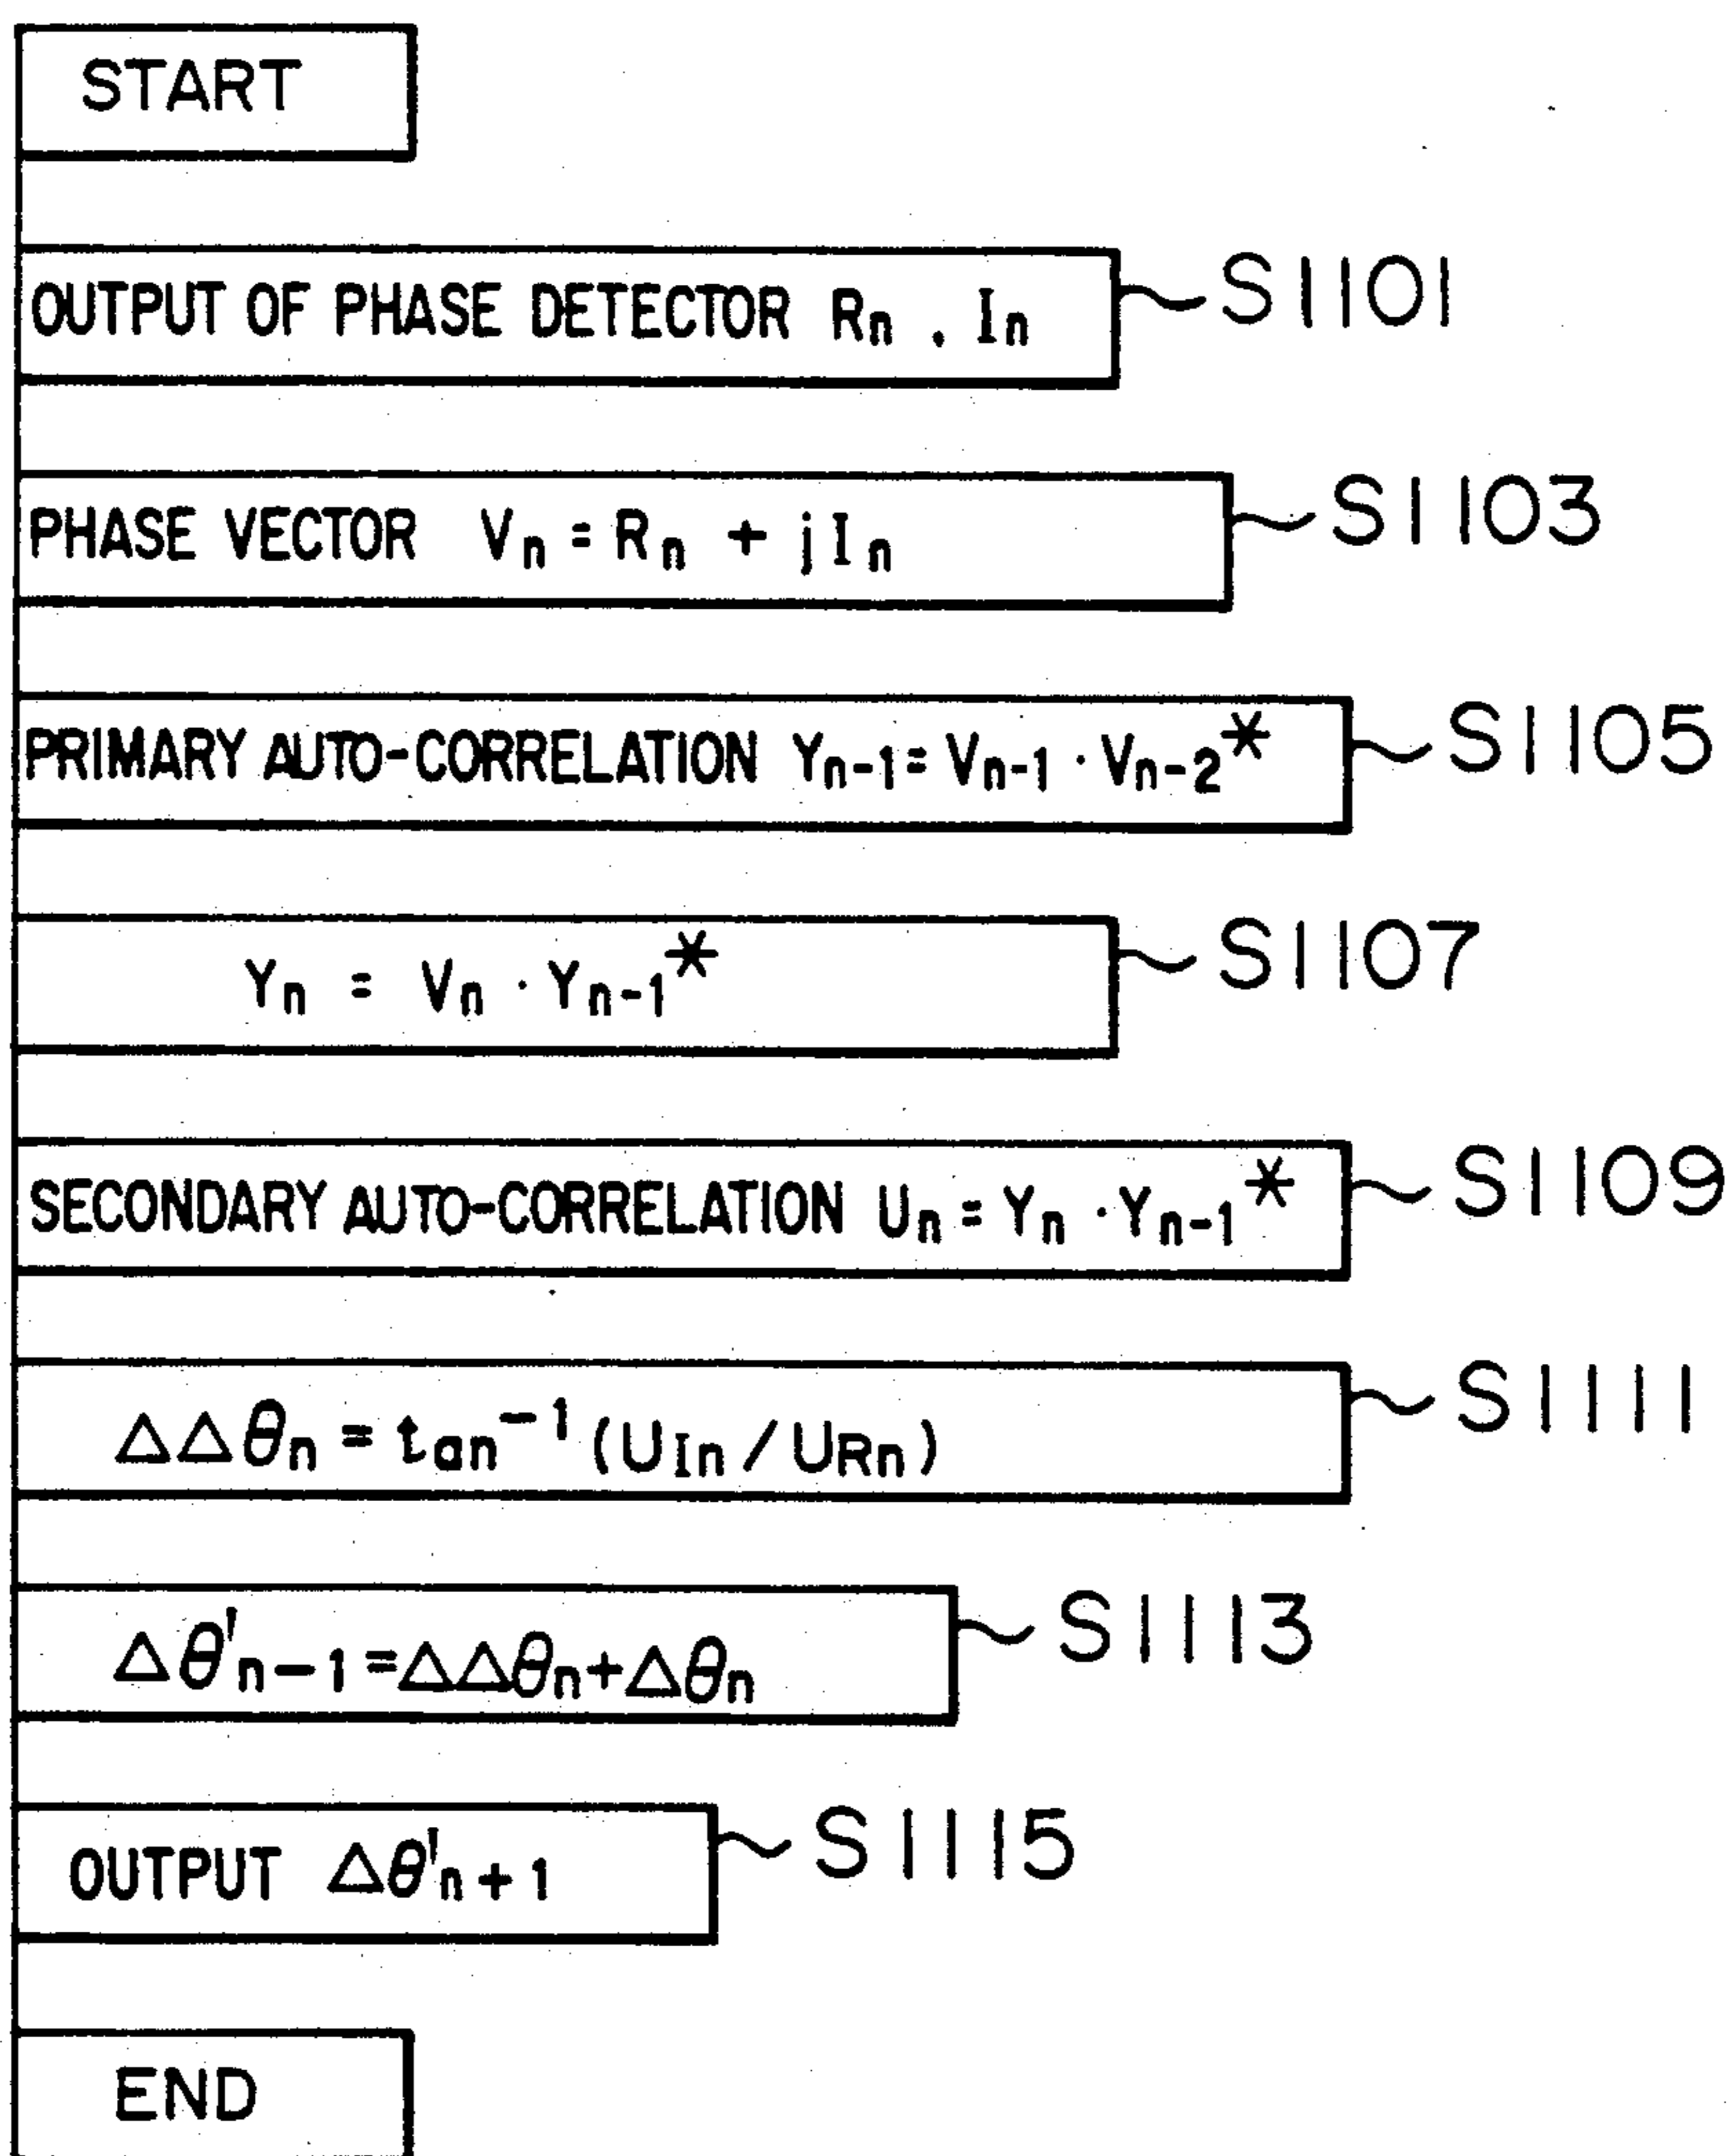 START
OUTPUT OF PHASE DETECTOR Rn , In S1101
PHASE VECTOR Vn = Rn + jIn S1103
PRIMARY AUTO-CORRELATION Yn-1 = Vn-1 · Vn-2* S1105
Yn = Vn · Yn-1* S1107
SECONDARY AUTO-CORRELATION Un = Yn · Yn-1* S1109
ΔΔθn = tan⁻¹ (UIn / URn) S1111
Δθ'n-1 = ΔΔθn + Δθn S1113
OUTPUT Δθ'n+1 S1115
END